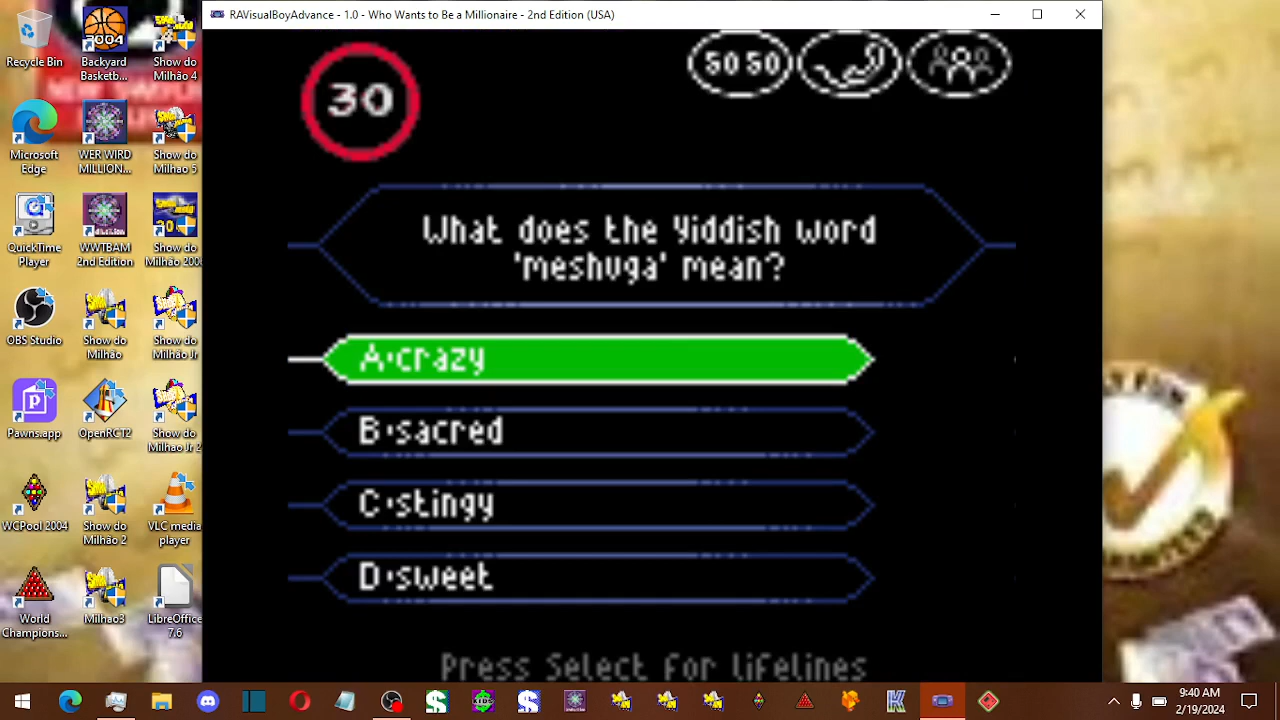 RAVisualBoyAdvance - 1.0 - Who Wants to Be a Millionaire - 2nd Edition (USA)
Recycle Bin
Backyard Basketb...
Show do Milhão 4
Microsoft Edge
WER WIRD MILLION...
Show do Milhao 5
QuickTime Player
WWTBAM 2nd Edition
Show do Milhão 200
OBS Studio
Show do Milhão
Show do Milhão Jr
Pawns.app
OpenRCT2
Show do Milhao Jr 2
WCPool 2004
Show do Milhão 2
VLC media player
World Champions...
Milhao3
LibreOffice 7.6
30
50 50
What does the Yiddish word
'meshuga' mean?
A•crazy
B•sacred
C•stingy
D•sweet
Press Select for lifelines
9:40 AM
2/19/2024